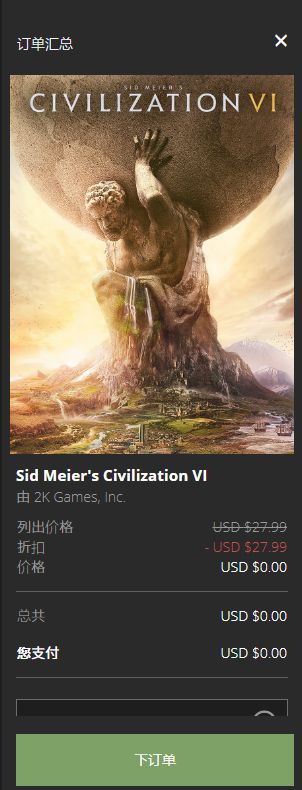 订单汇总
SID MEIER'S
CIVILIZATION VI
Sid Meier's Civilization VI
由 2K Games, Inc.
列出价格 USD $27.99
折扣 - USD $27.99
价格 USD $0.00
总共 USD $0.00
您支付 USD $0.00
下订单